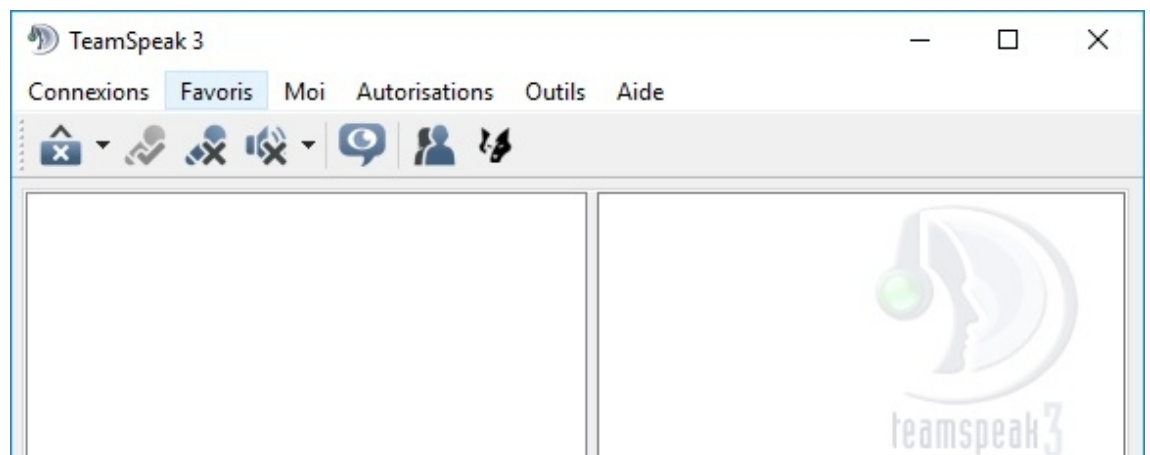 TeamSpeak 3
Connexions Favoris Moi Autorisations Outils Aide
teamspeak 3